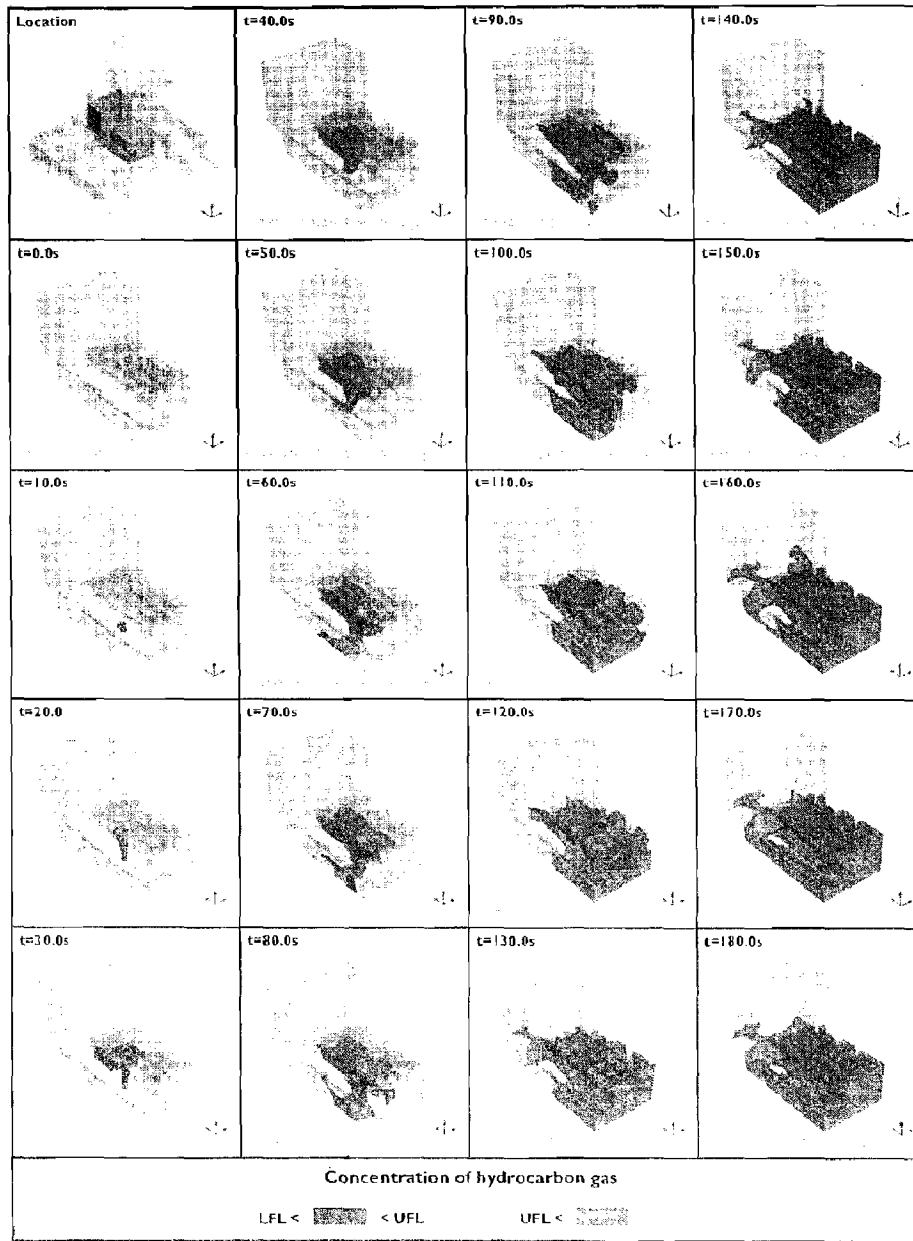 Location
t=40.0s
t=90.0s
t=140.0s
t=0.0s
t=50.0s
t=100.0s
t=150.0s
t=10.0s
t=60.0s
t=110.0s
t=160.0s
t=20.0
t=70.0s
t=120.0s
t=170.0s
t=30.0s
t=80.0s
t=130.0s
t=180.0s
Concentration of hydrocarbon gas
LFL < < UFL UFL <